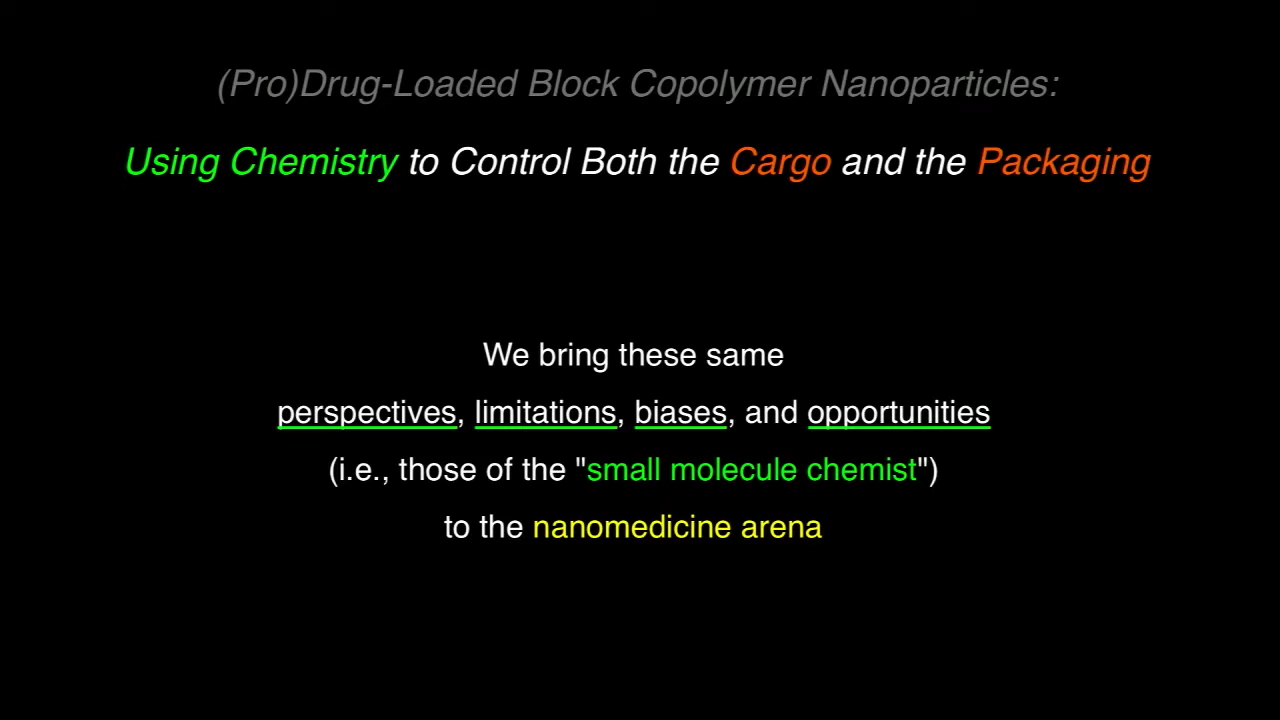 (Pro)Drug-Loaded Block Copolymer Nanoparticles:
Using Chemistry to Control Both the Cargo and the Packaging
We bring these same
perspectives, limitations, biases, and opportunities
(i.e., those of the "small molecule chemist")
to the nanomedicine arena